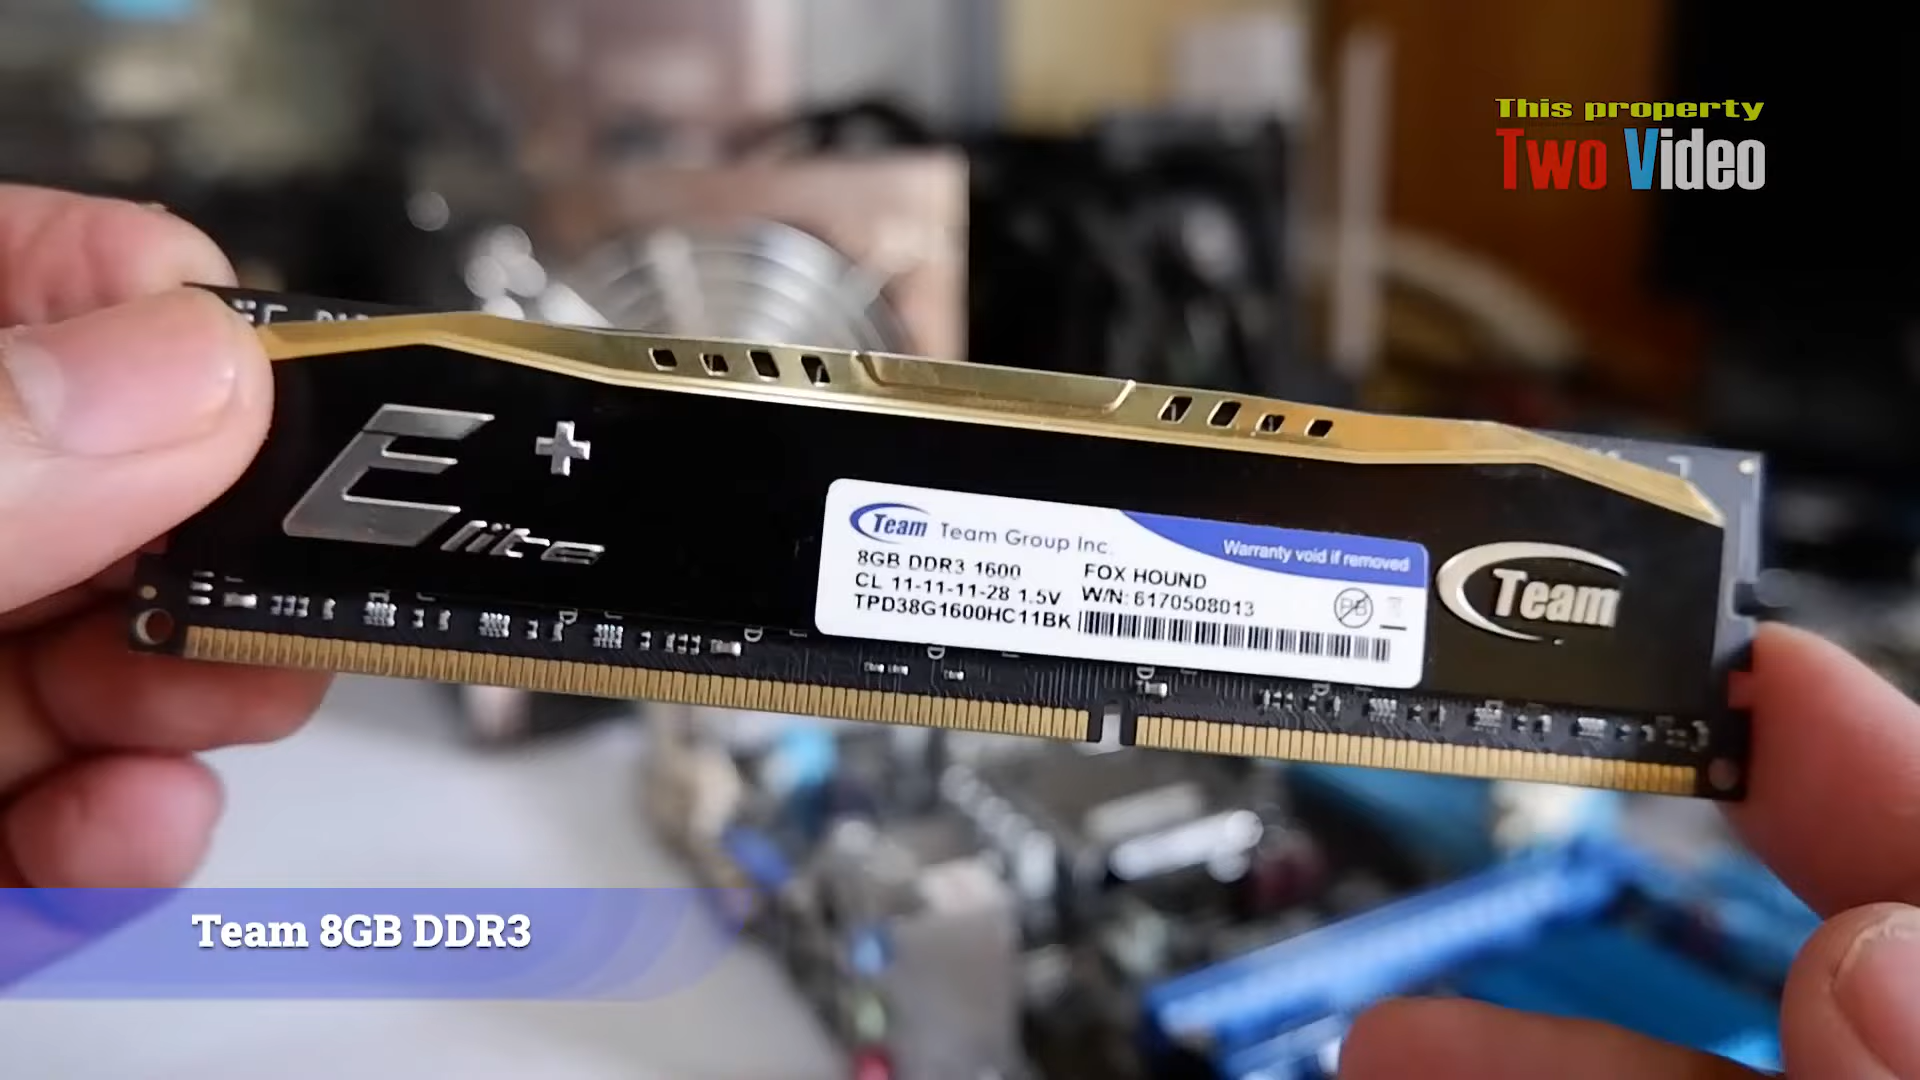 This property
Two Video
E+
lite
Team Team Group Inc.
Warranty void if removed
8GB DDR3 1600
CL 11-11-11-28 1.5V
TPD38G1600HC11BK
FOX HOUND
W/N: 6170508013
Team
Team 8GB DDR3